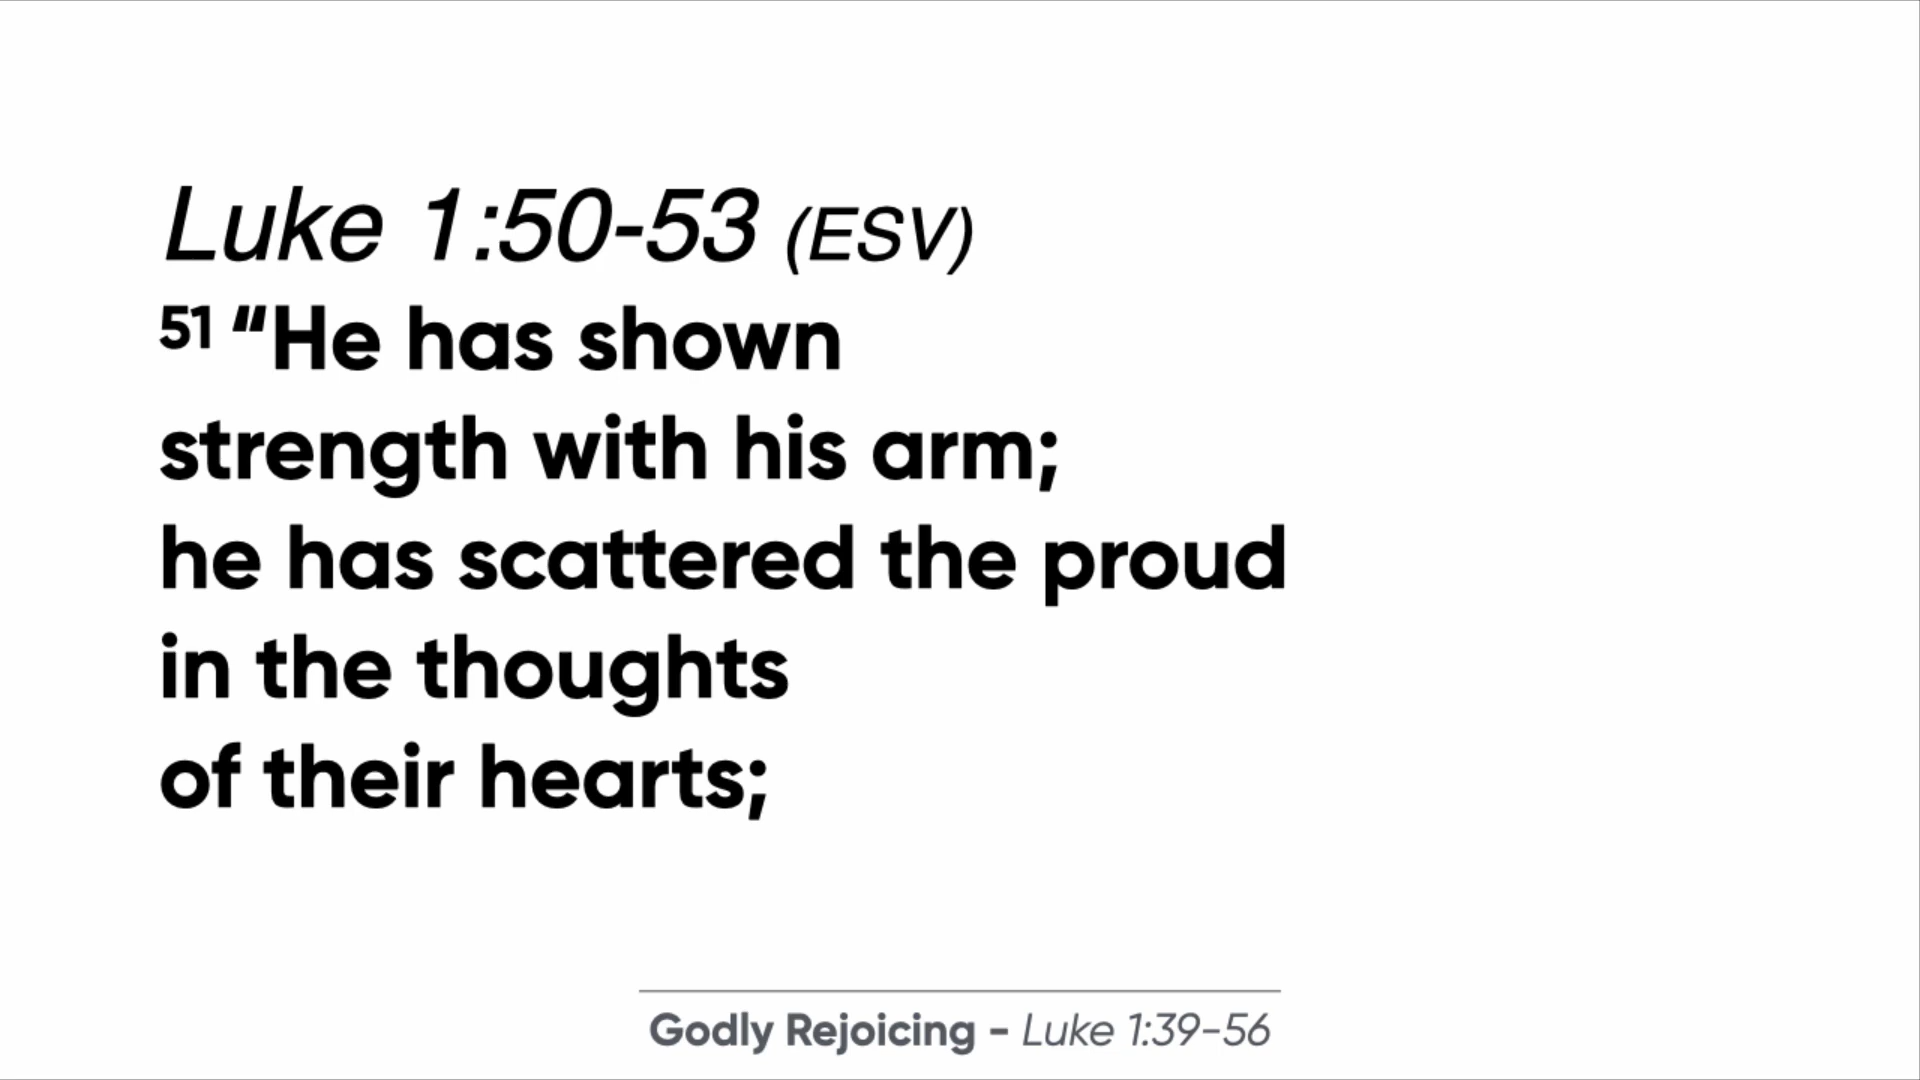 Luke 1:50-53 (ESV)
51 “He has shown
strength with his arm;
he has scattered the proud
in the thoughts
of their hearts;
Godly Rejoicing - Luke 1:39-56